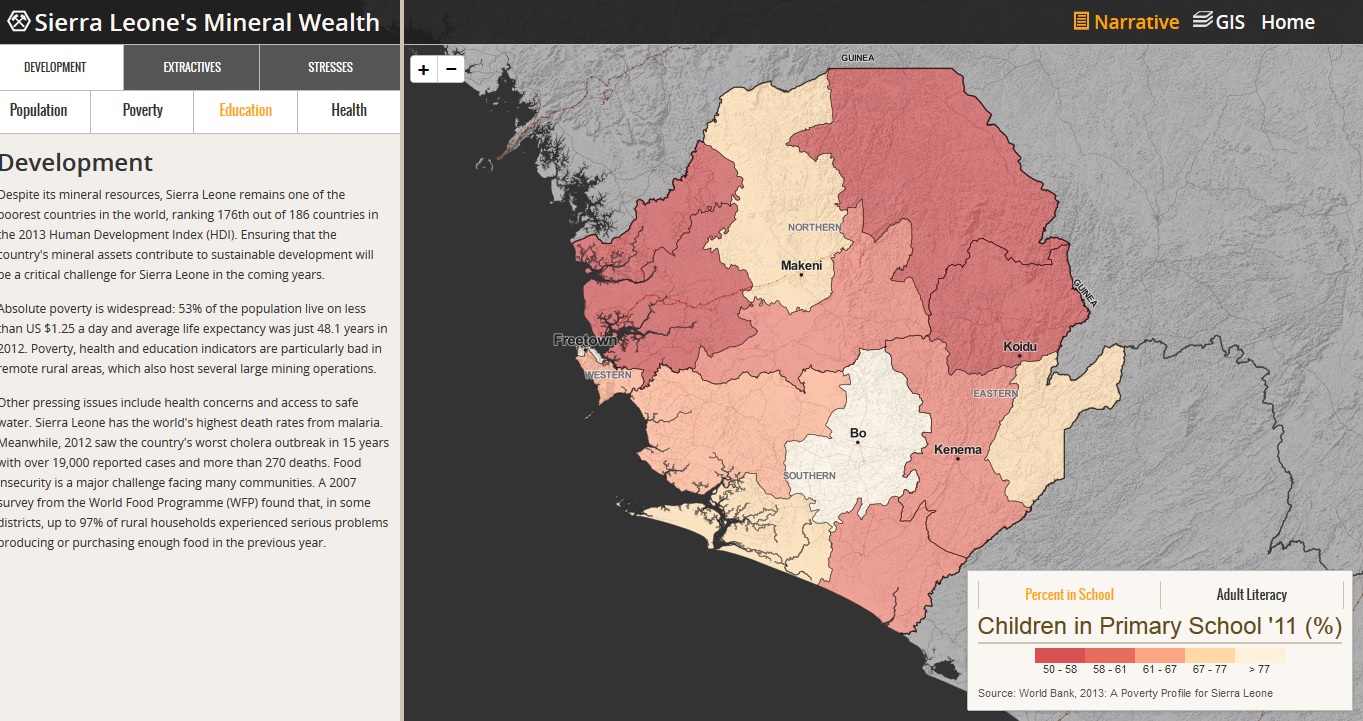 Sierra Leone's Mineral Wealth
Narrative GIS Home
DEVELOPMENT EXTRACTIVES STRESSES
Population Poverty Education Health
Development
Despite its mineral resources, Sierra Leone remains one of the
poorest countries in the world, ranking 176th out of 186 countries in
the 2013 Human Development Index (HDI). Ensuring that the
country's mineral assets contribute to sustainable development will
be a critical challenge for Sierra Leone in the coming years.
Absolute poverty is widespread: 53% of the population live on less
than US $1.25 a day and average life expectancy was just 48.1 years in
2012. Poverty, health and education indicators are particularly bad in
remote rural areas, which also host several large mining operations.
Other pressing issues include health concerns and access to safe
water. Sierra Leone has the world's highest death rates from malaria.
Meanwhile, 2012 saw the country's worst cholera outbreak in 15 years
with over 19,000 reported cases and more than 270 deaths. Food
insecurity is a major challenge facing many communities. A 2007
survey from the World Food Programme (WFP) found that, in some
districts, up to 97% of rural households experienced serious problems
producing or purchasing enough food in the previous year.
+ −
GUINEA
NORTHERN
Makeni
GUINEA
Freetown
Koidu
WESTERN
EASTERN
Bo
Kenema
SOUTHERN
Percent in School Adult Literacy
Children in Primary School '11 (%)
50 - 58 58 - 61 61 - 67 67 - 77 > 77
Source: World Bank, 2013: A Poverty Profile for Sierra Leone